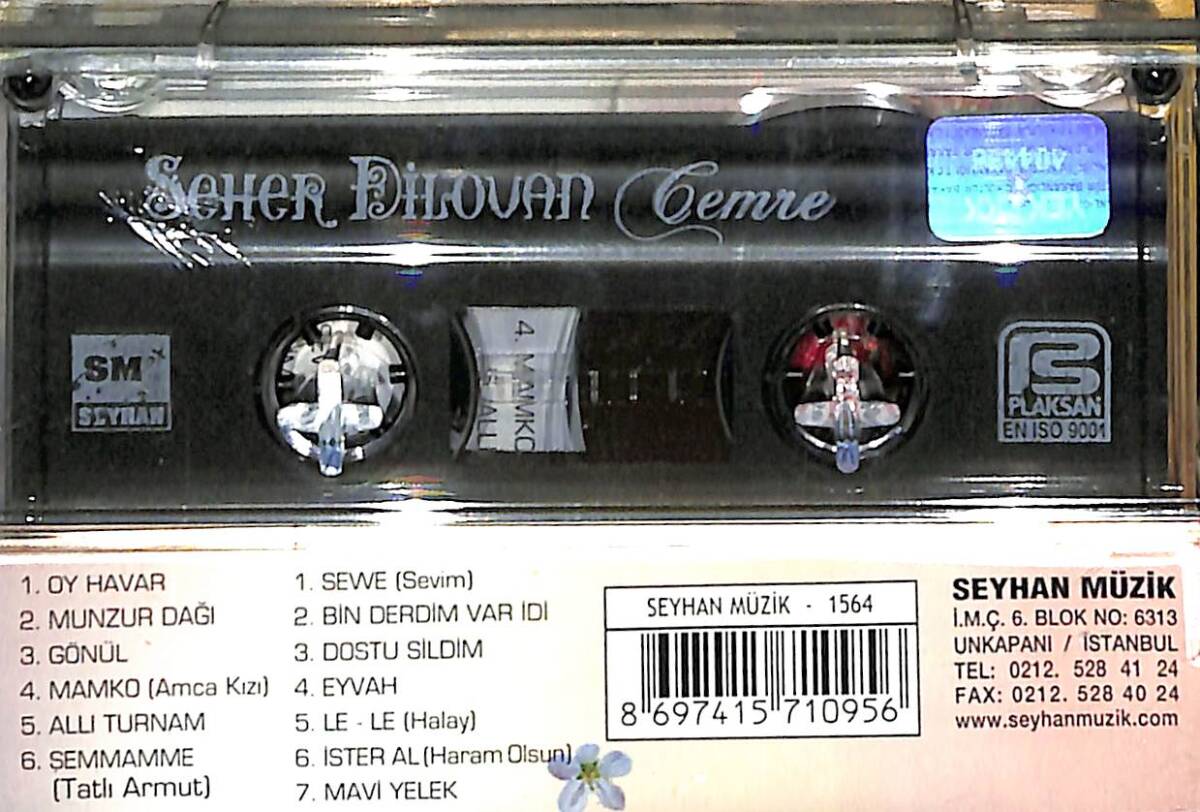 SEHER DİLOVAN Cemre
SM
SEYHAN
4. MAMKO
ALLI
PLAKSAN
EN ISO 9001
1. OY HAVAR
2. MUNZUR DAĞI
3. GÖNÜL
4. MAMKO (Amca Kızı)
5. ALLI TURNAM
6. ŞEMMAMME
(Tatlı Armut)
1. SEWE (Sevim)
2. BİN DERDİM VAR İDİ
3. DOSTU SİLDİM
4. EYVAH
5. LE - LE (Halay)
6. İSTER AL (Haram Olsun)
7. MAVİ YELEK
SEYHAN MÜZİK - 1564
8 697415 710956
SEYHAN MÜZİK
İ.M.Ç. 6. BLOK NO: 6313
UNKAPANI / İSTANBUL
TEL: 0212. 528 41 24
FAX: 0212. 528 40 24
www.seyhanmuzik.com